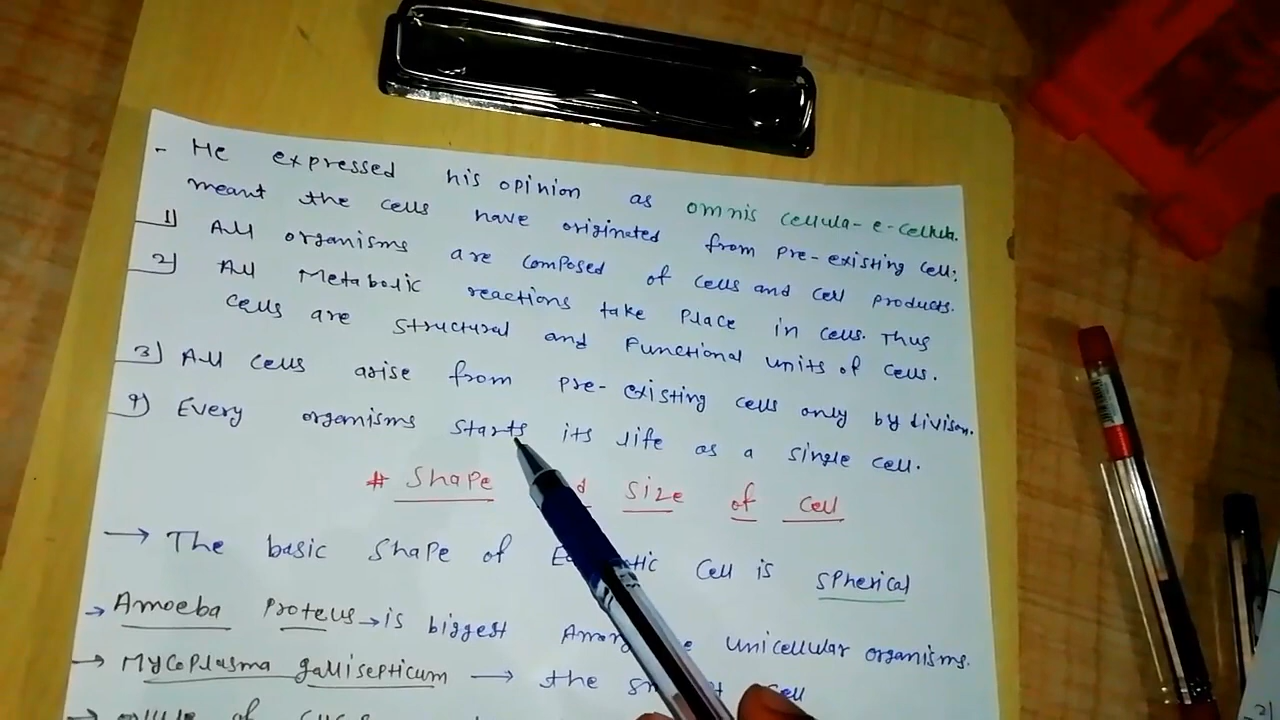 - He expressed his opinion as omnis cellula-e-cellula.
meant the cells have originated from pre-existing cell:
1) All organisms are composed of cells and cell products.
2) All Metabolic reactions take place in cells. Thus
cells are structural and functional units of cells.
3) All cells arise from pre-existing cells only by divison.
4) Every organisms starts its life as a single cell.
# Shape size of cell
→ The basic shape of cell is spherical
→ Amoeba Proteus → is biggest unicellular organisms.
→ Mycoplasma gallisepticum → the cell
→ of